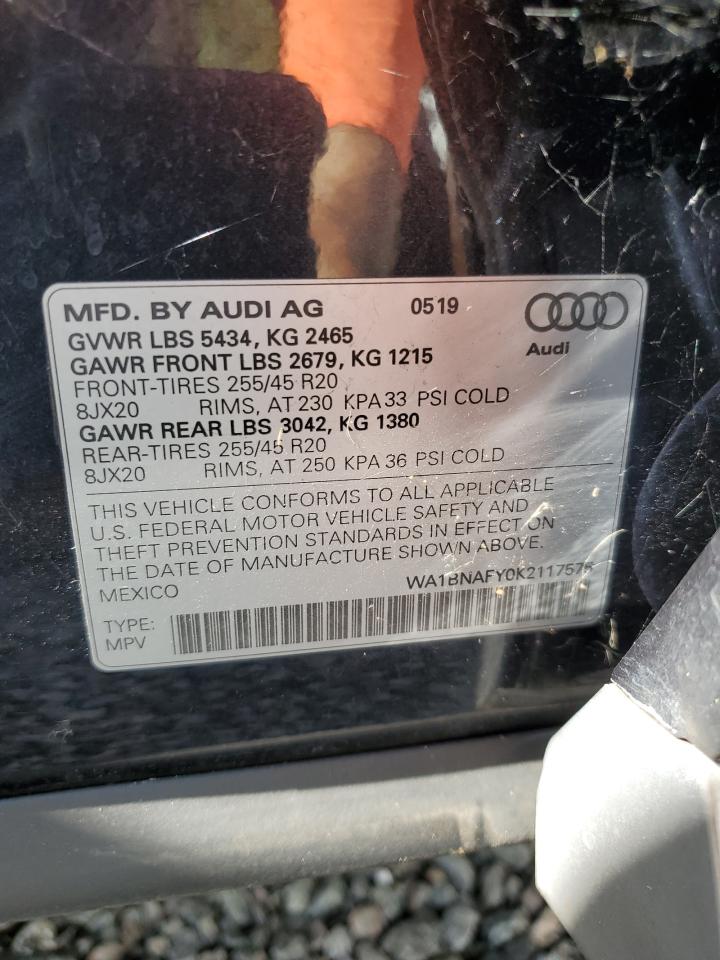 MFD. BY AUDI AG 0519
GVWR LBS 5434, KG 2465
Audi
GAWR FRONT LBS 2679, KG 1215
FRONT-TIRES 255/45 R20
8JX20 RIMS, AT 230 KPA 33 PSI COLD
GAWR REAR LBS 3042, KG 1380
REAR-TIRES 255/45 R20
8JX20 RIMS, AT 250 KPA 36 PSI COLD
THIS VEHICLE CONFORMS TO ALL APPLICABLE
U.S. FEDERAL MOTOR VEHICLE SAFETY AND
THEFT PREVENTION STANDARDS IN EFFECT ON
THE DATE OF MANUFACTURE SHOWN ABOVE.
MEXICO WA1BNAFY0K2117575
TYPE:
MPV